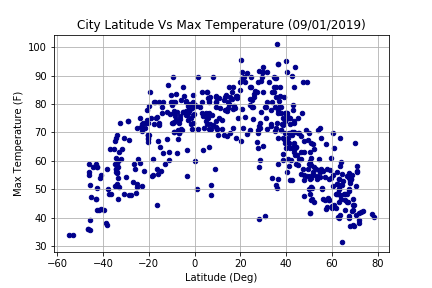 City Latitude Vs Max Temperature (09/01/2019)
100
90
80
70
60
50
40
30
Max Temperature (F)
−60 −40 −20 0 20 40 60 80
Latitude (Deg)